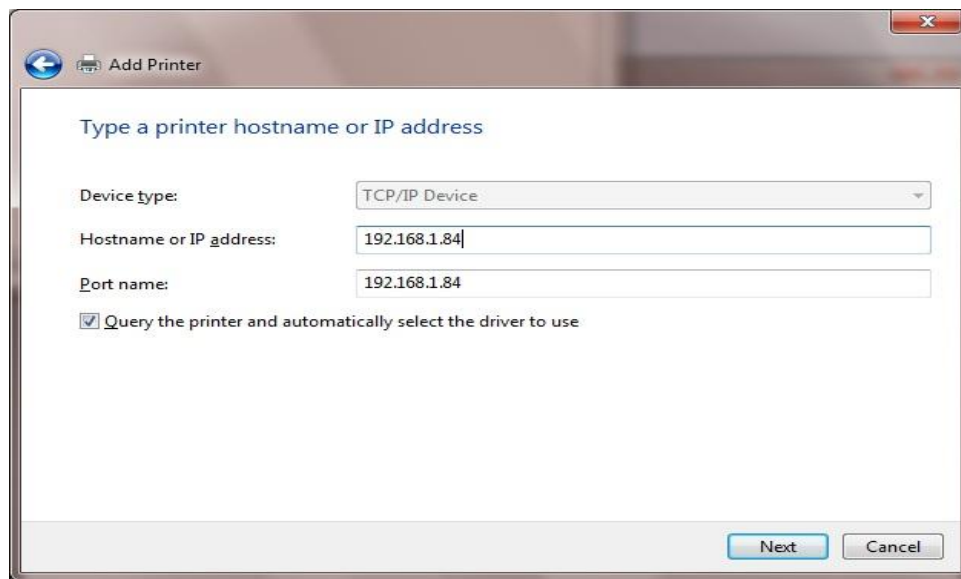 Add Printer
Type a printer hostname or IP address
Device type: TCP/IP Device
Hostname or IP address: 192.168.1.84
Port name: 192.168.1.84
Query the printer and automatically select the driver to use
Next Cancel